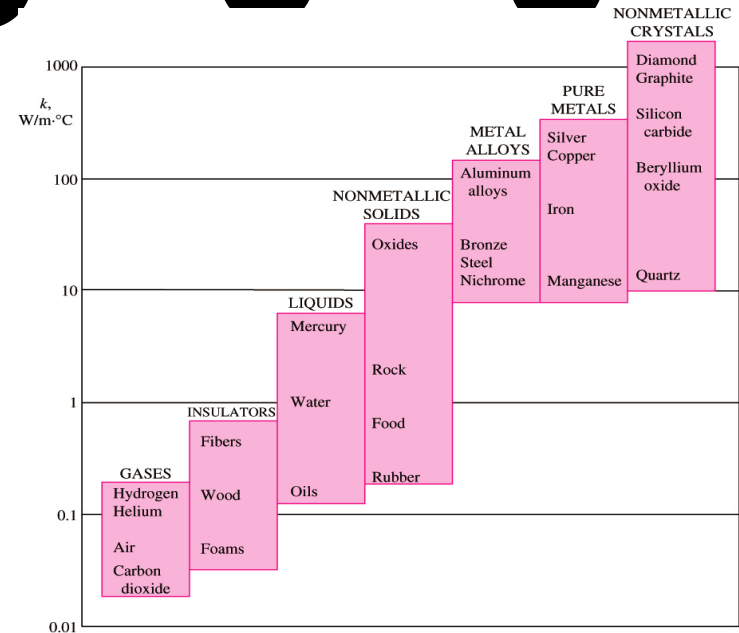 NONMETALLIC
CRYSTALS
1000
k,
W/m·°C
100
10
1
0.1
0.01
GASES
Hydrogen
Helium
Air
Carbon
dioxide
INSULATORS
Fibers
Wood
Foams
LIQUIDS
Mercury
Water
Oils
NONMETALLIC
SOLIDS
Oxides
Rock
Food
Rubber
METAL
ALLOYS
Aluminum
alloys
Bronze
Steel
Nichrome
PURE
METALS
Silver
Copper
Iron
Manganese
Diamond
Graphite
Silicon
carbide
Beryllium
oxide
Quartz